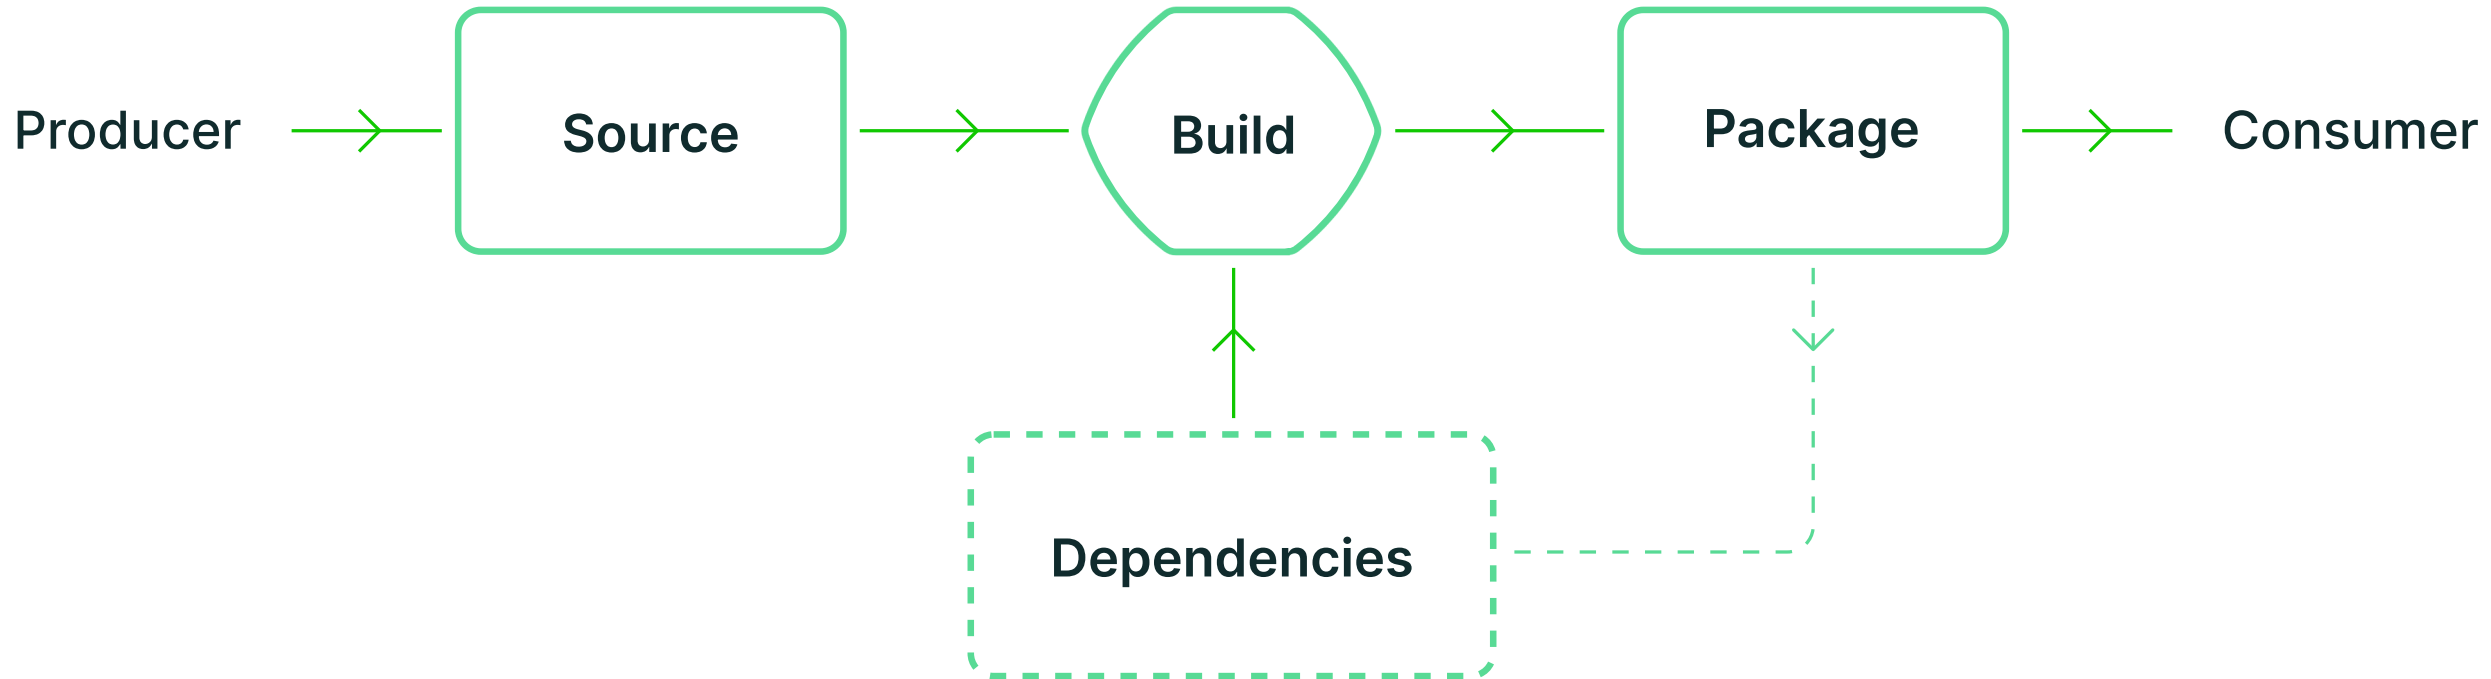 Producer
Source
Build
Package
Consumer
Dependencies